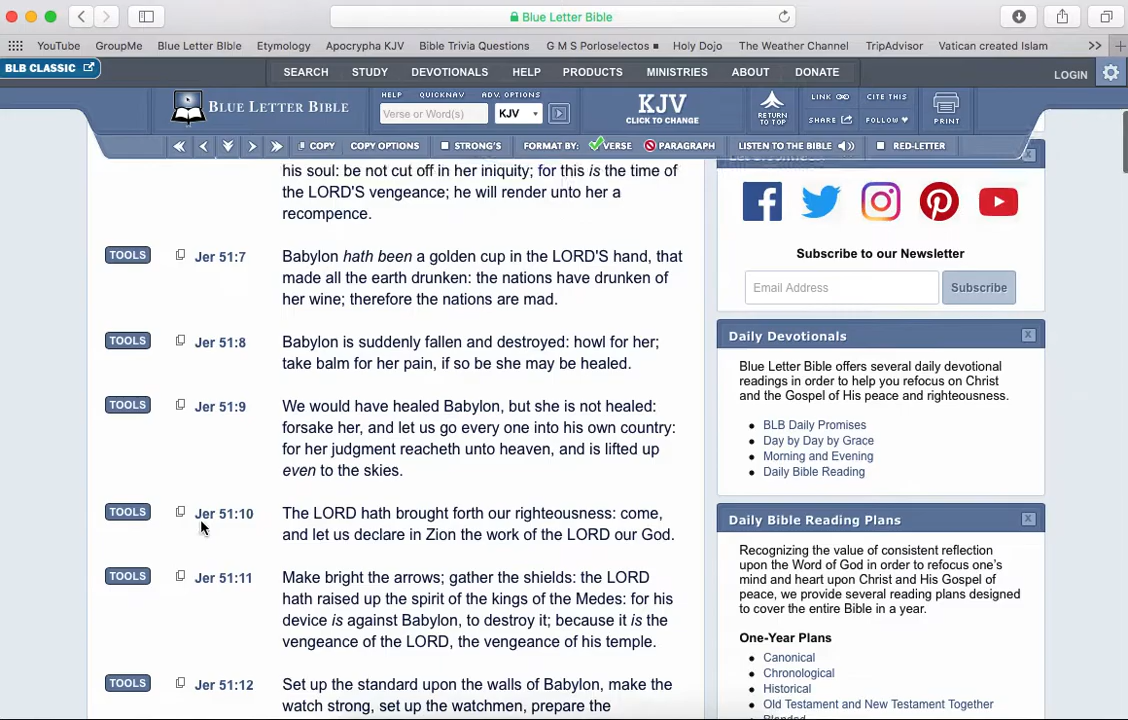 Blue Letter Bible
YouTube GroupMe Blue Letter BIble Etymology Apocrypha KJV Bible Trivia Questions G M S Porloselectos ■ Holy Dojo The Weather Channel TripAdvisor Vatican created Islam >> +
BLB CLASSIC
SEARCH STUDY DEVOTIONALS HELP PRODUCTS MINISTRIES ABOUT DONATE
LOGIN
BLUE LETTER BIBLE
HELP QUICKNAV ADV. OPTIONS
Verse or Word(s) KJV
KJV
CLICK TO CHANGE
RETURN
TO TOP
LINK CITE THIS
SHARE FOLLOW
PRINT
COPY COPY OPTIONS STRONG'S FORMAT BY: VERSE PARAGRAPH LISTEN TO THE BIBLE RED-LETTER
his soul: be not cut off in her iniquity; for this is the time of
the LORD'S vengeance; he will render unto her a
recompence.
TOOLS Jer 51:7 Babylon hath been a golden cup in the LORD'S hand, that
made all the earth drunken: the nations have drunken of
her wine; therefore the nations are mad.
TOOLS Jer 51:8 Babylon is suddenly fallen and destroyed: howl for her;
take balm for her pain, if so be she may be healed.
TOOLS Jer 51:9 We would have healed Babylon, but she is not healed:
forsake her, and let us go every one into his own country:
for her judgment reacheth unto heaven, and is lifted up
even to the skies.
TOOLS Jer 51:10 The LORD hath brought forth our righteousness: come,
and let us declare in Zion the work of the LORD our God.
TOOLS Jer 51:11 Make bright the arrows; gather the shields: the LORD
hath raised up the spirit of the kings of the Medes: for his
device is against Babylon, to destroy it; because it is the
vengeance of the LORD, the vengeance of his temple.
TOOLS Jer 51:12 Set up the standard upon the walls of Babylon, make the
watch strong, set up the watchmen, prepare the
Subscribe to our Newsletter
Email Address Subscribe
Daily Devotionals
Blue Letter Bible offers several daily devotional
readings in order to help you refocus on Christ
and the Gospel of His peace and righteousness.
BLB Daily Promises
Day by Day by Grace
Morning and Evening
Daily Bible Reading
Daily Bible Reading Plans
Recognizing the value of consistent reflection
upon the Word of God in order to refocus one's
mind and heart upon Christ and His Gospel of
peace, we provide several reading plans designed
to cover the entire Bible in a year.
One-Year Plans
Canonical
Chronological
Historical
Old Testament and New Testament Together